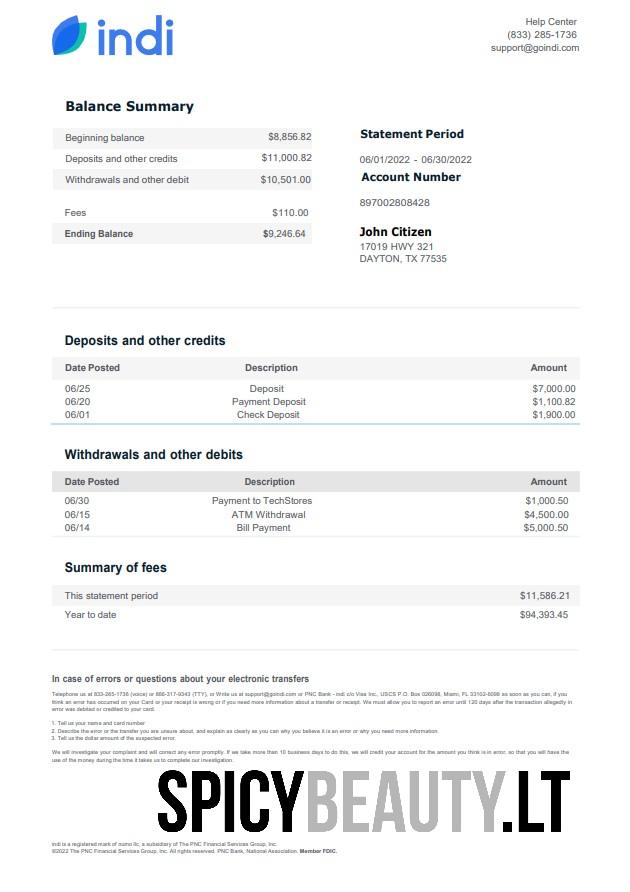 indi
Help Center
(833) 285-1736
support@goindi.com
Balance Summary
Beginning balance $8,856.82
Deposits and other credits $11,000.82
Withdrawals and other debit $10,501.00
Fees $110.00
Ending Balance $9,246.64
Statement Period
06/01/2022 - 06/30/2022
Account Number
897002808428
John Citizen
17019 HWY 321
DAYTON, TX 77535
Deposits and other credits
Date Posted Description Amount
06/25 Deposit $7,000.00
06/20 Payment Deposit $1,100.82
06/01 Check Deposit $1,900.00
Withdrawals and other debits
Date Posted Description Amount
06/30 Payment to TechStores $1,000.50
06/15 ATM Withdrawal $4,500.00
06/14 Bill Payment $5,000.50
Summary of fees
This statement period $11,586.21
Year to date $94,393.45
In case of errors or questions about your electronic transfers
Telephone us at 833-285-1736 (voice) or 866-317-9343 (TTY), or Write us at support@goindi.com or PNC Bank - indi c/o Visa Inc., USCS P.O. Box 026098, Miami, FL 33102-6098 as soon as you can, if you
think an error has occurred on your Card or your receipt is wrong or if you need more information about a transfer or receipt. We must allow you to report an error until 120 days after the transaction allegedly in
error was debited or credited to your card.
1. Tell us your name and card number
2. Describe the error or the transfer you are unsure about, and explain as clearly as you can why you believe it is an error or why you need more information.
3. Tell us the dollar amount of the suspected error.
We will investigate your complaint and will correct any error promptly. If we take more than 10 business days to do this, we will credit your account for the amount you think is in error, so that you will have the
use of the money during the time it takes us to complete our investigation.
SPICYBEAUTY.LT
indi is a registered mark of numo llc, a subsidiary of The PNC Financial Services Group, Inc.
©2022 The PNC Financial Services Group, Inc. All rights reserved. PNC Bank, National Association. Member FDIC.